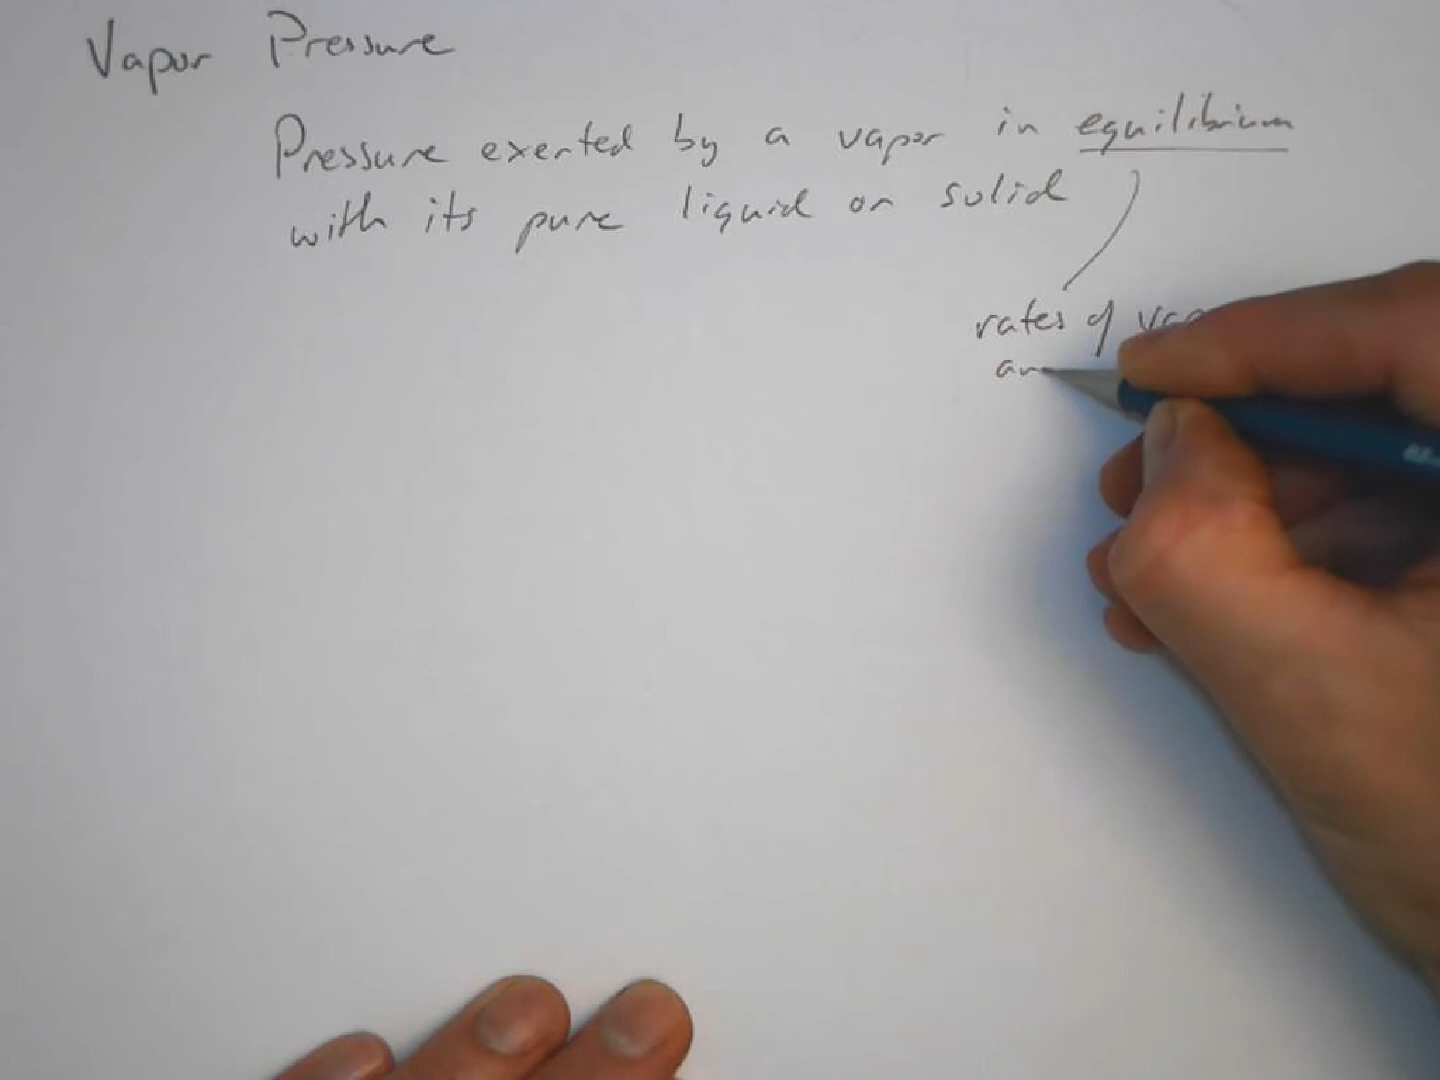 Vapor Pressure
Pressure exerted by a vapor in equilibrium
with its pure liquid or solid
rates of